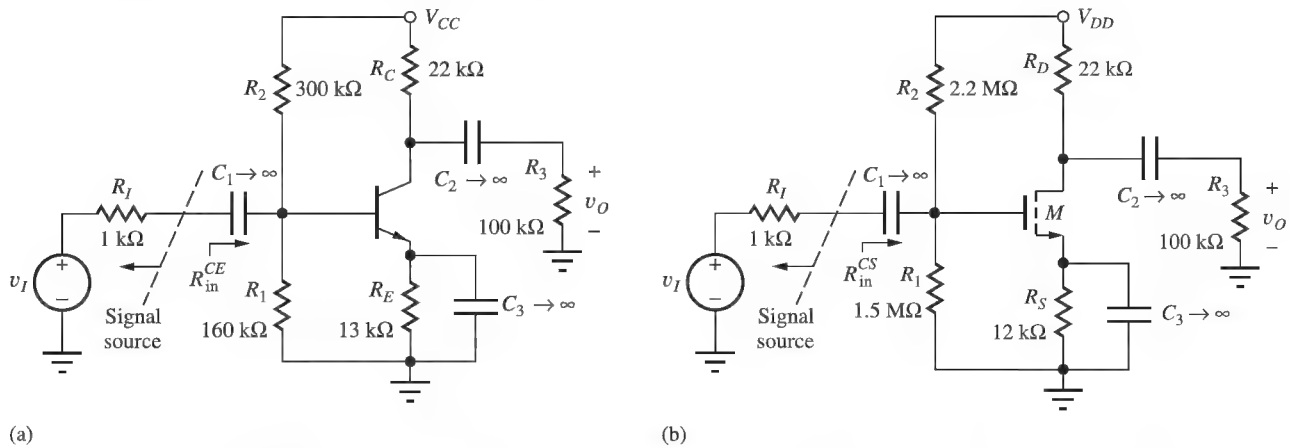 V_CC
R_C
22 kΩ
R_2
300 kΩ
C_1 → ∞
R_I
1 kΩ
C_2 → ∞
R_3
+
v_O
−
100 kΩ
v_I
+
−
R_in^CE
R_1
160 kΩ
R_E
13 kΩ
C_3 → ∞
Signal
source
(a)
V_DD
R_D
22 kΩ
R_2
2.2 MΩ
C_1 → ∞
R_I
1 kΩ
M
C_2 → ∞
R_3
+
v_O
−
100 kΩ
v_I
+
−
R_in^CS
R_1
1.5 MΩ
R_S
12 kΩ
C_3 → ∞
Signal
source
(b)